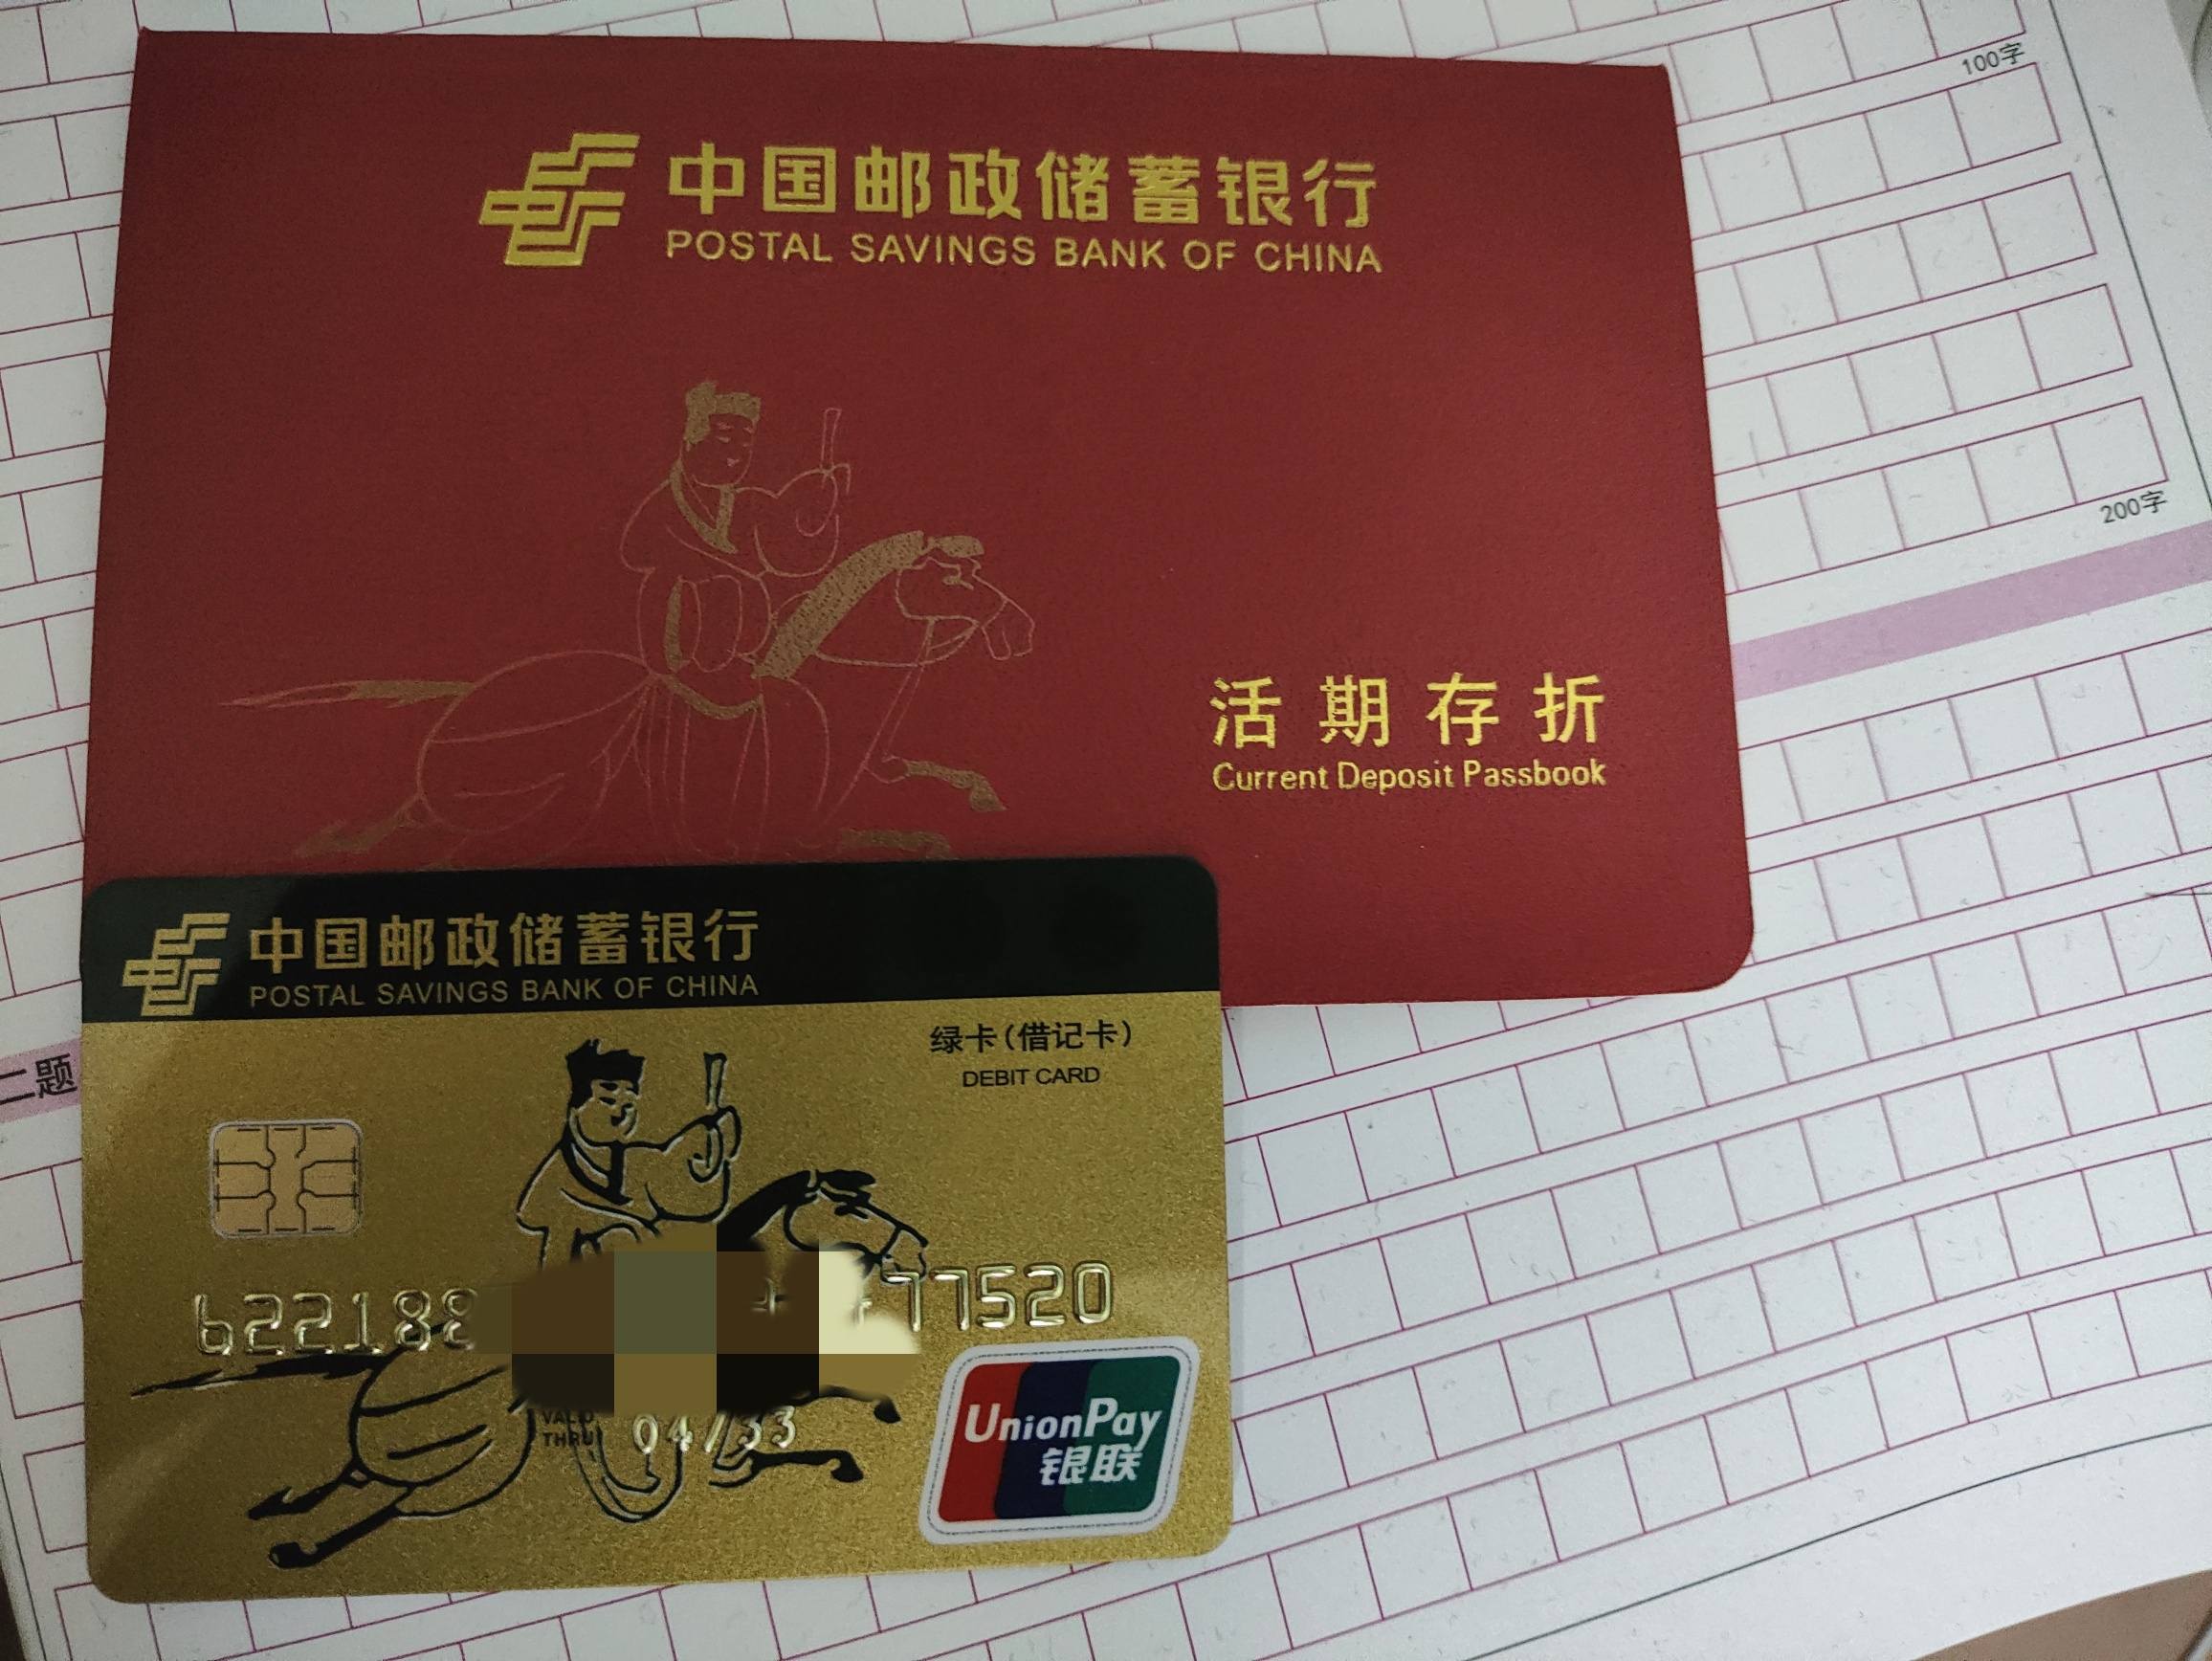 100字
中国邮政储蓄银行
POSTAL SAVINGS BANK OF CHINA
200字
活期存折
Current Deposit Passbook
中国邮政储蓄银行
POSTAL SAVINGS BANK OF CHINA
绿卡(借记卡)
DEBIT CARD
二题
622188 77520
VALID
THRU 04/33
UnionPay
银联